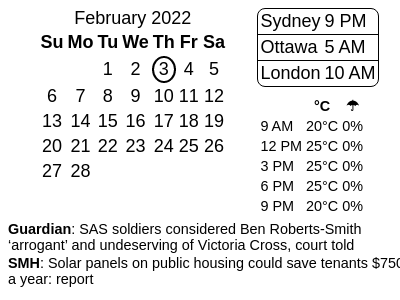 February 2022
Su Mo Tu We Th Fr Sa
1 2 3 4 5
6 7 8 9 10 11 12
13 14 15 16 17 18 19
20 21 22 23 24 25 26
27 28
Sydney 9 PM
Ottawa 5 AM
London 10 AM
°C ☂
9 AM 20°C 0%
12 PM 25°C 0%
3 PM 25°C 0%
6 PM 25°C 0%
9 PM 20°C 0%
Guardian: SAS soldiers considered Ben Roberts-Smith
‘arrogant’ and undeserving of Victoria Cross, court told
SMH: Solar panels on public housing could save tenants $750
a year: report